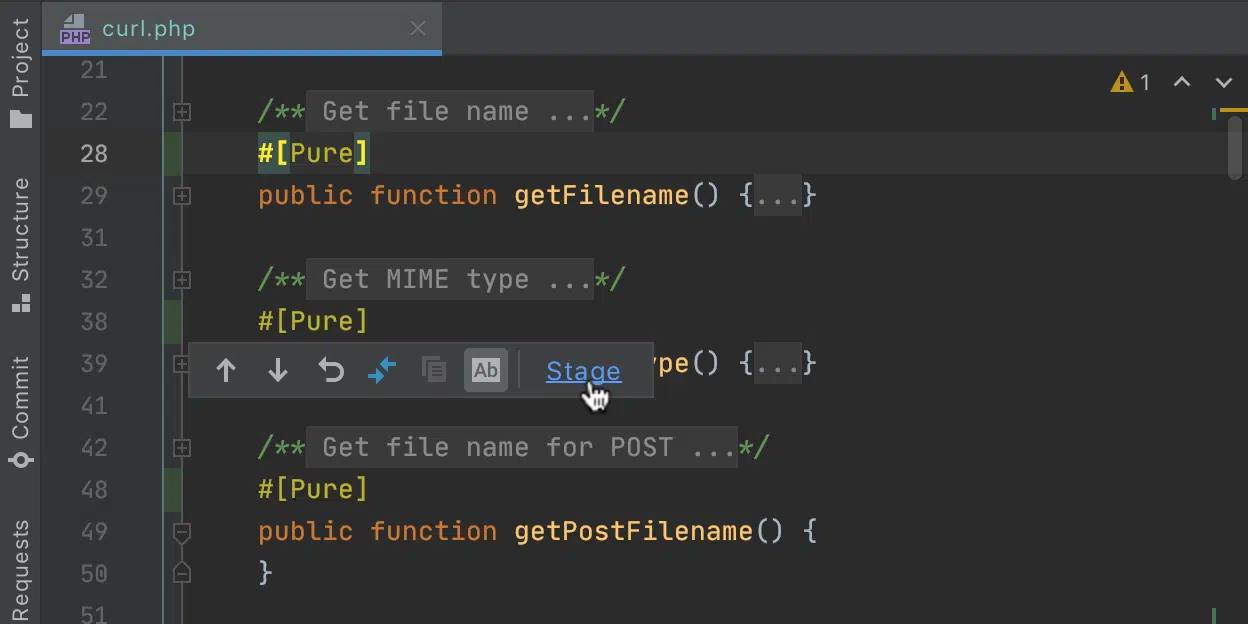 curl.php
PHP
Project
Structure
Commit
Requests
1
21
22 /** Get file name ...*/
28 #[Pure]
29 public function getFilename() {...}
31
32 /** Get MIME type ...*/
38 #[Pure]
39 ype() {...}
Ab Stage
41
42 /** Get file name for POST ...*/
48 #[Pure]
49 public function getPostFilename() {
50 }
51